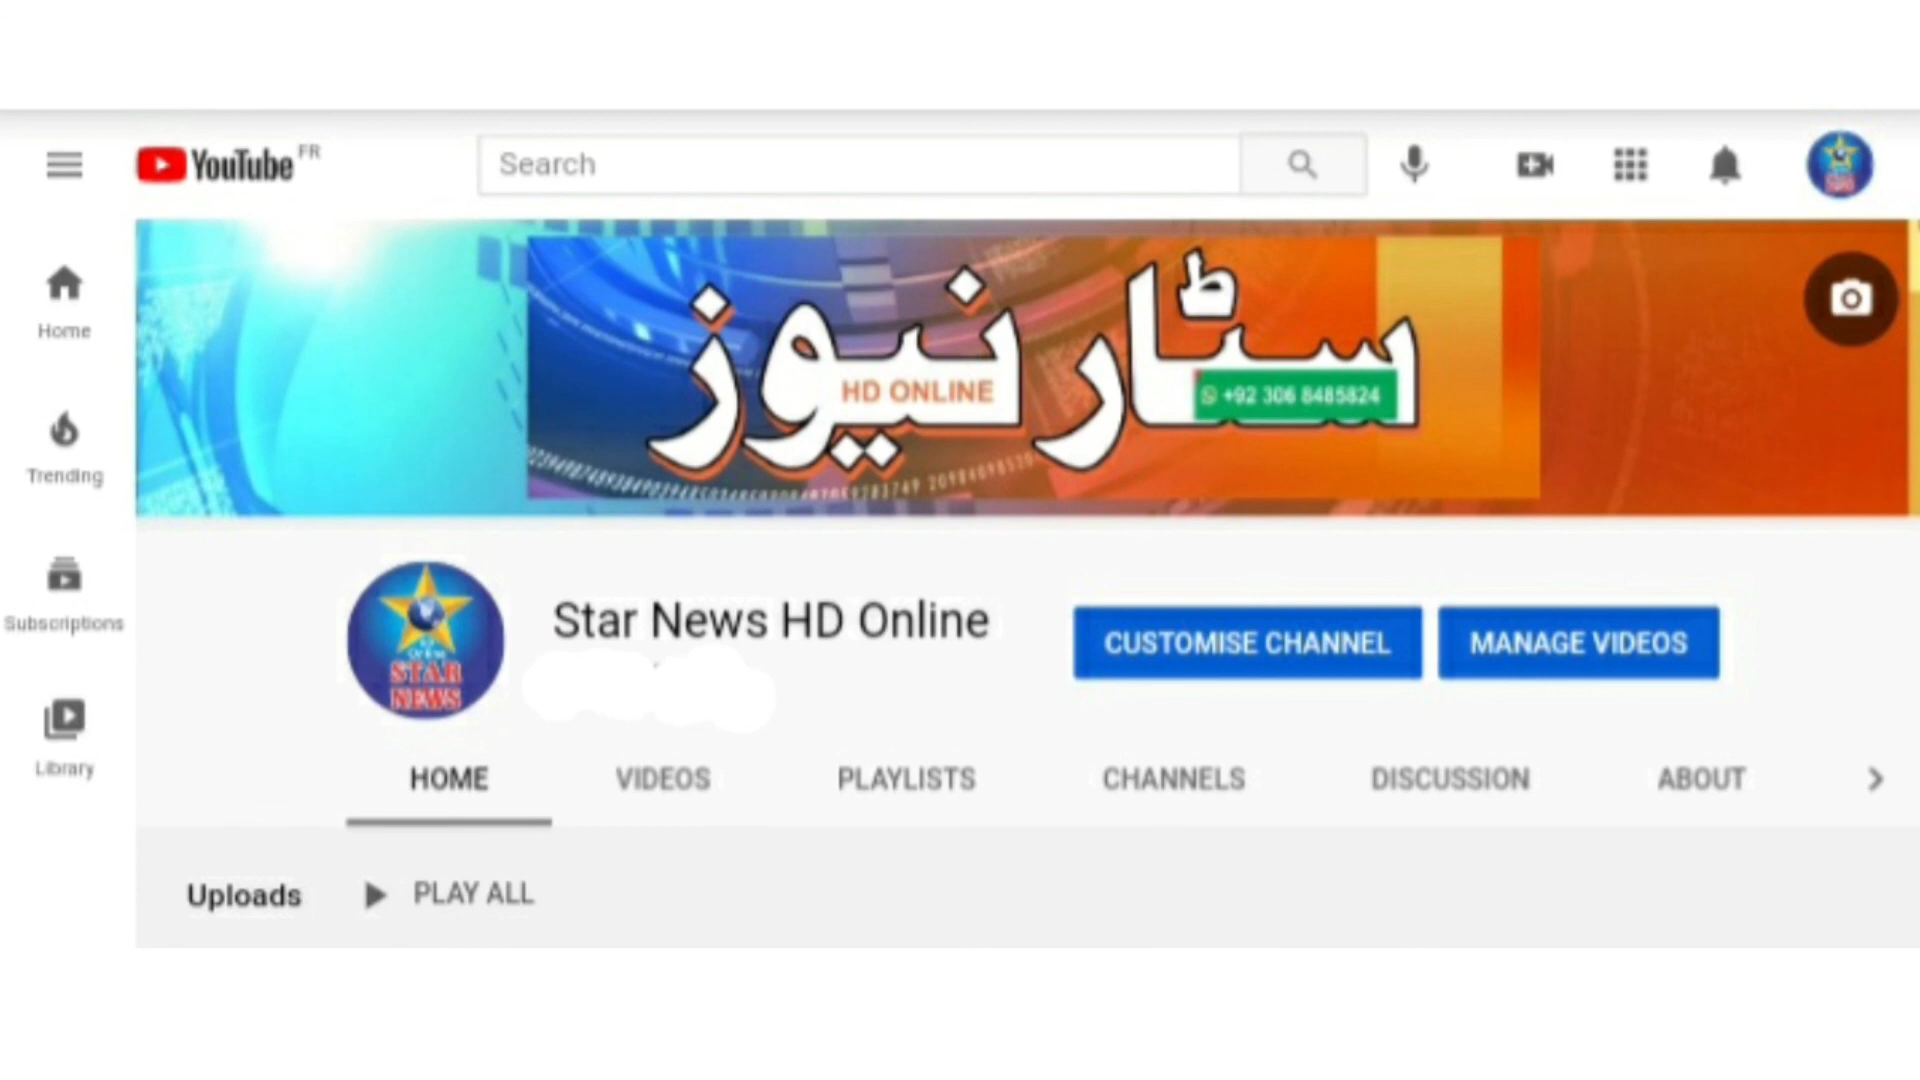 YouTube FR
Search
Home
Trending
Subscriptions
Library
سٹار نیوز
HD ONLINE
+92 306 8485824
STAR
NEWS
Star News HD Online
CUSTOMISE CHANNEL
MANAGE VIDEOS
HOME VIDEOS PLAYLISTS CHANNELS DISCUSSION ABOUT
Uploads PLAY ALL